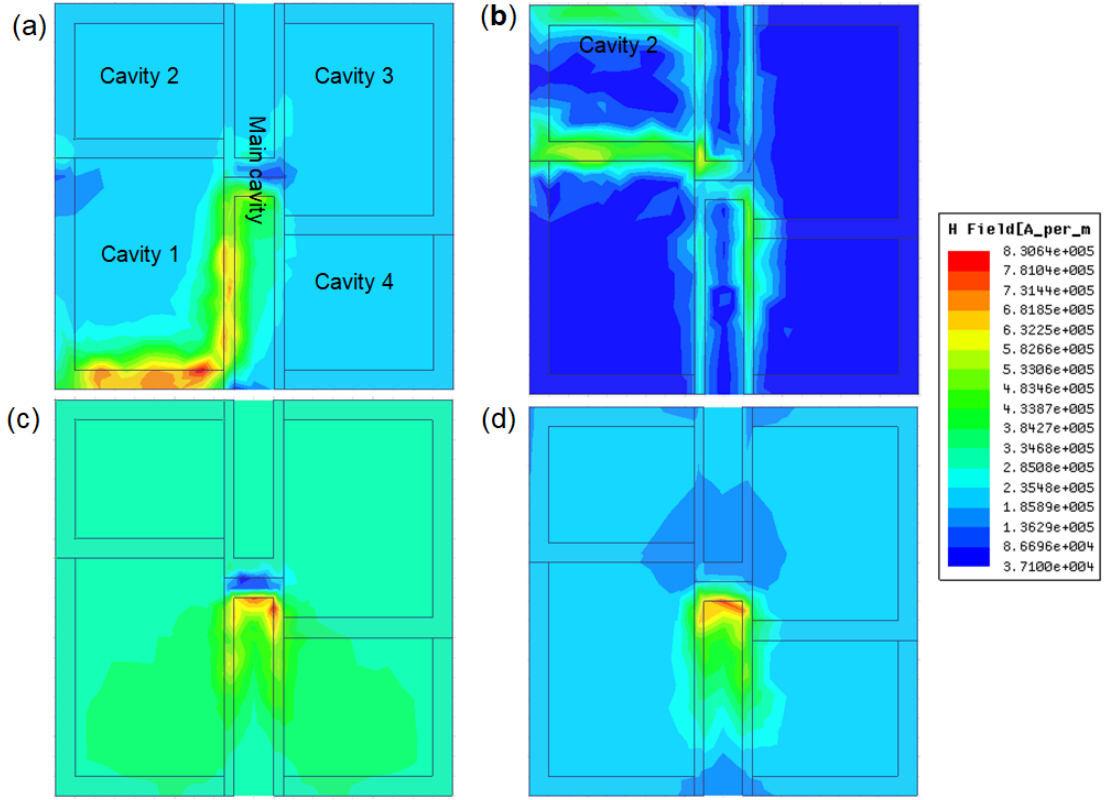 (a)
Cavity 2
Cavity 3
Main cavity
Cavity 1
Cavity 4
(b)
Cavity 2
(c)
(d)
H Field[A_per_m
8.3064e+005
7.8104e+005
7.3144e+005
6.8185e+005
6.3225e+005
5.8266e+005
5.3306e+005
4.8346e+005
4.3387e+005
3.8427e+005
3.3468e+005
2.8508e+005
2.3548e+005
1.8589e+005
1.3629e+005
8.6696e+004
3.7100e+004